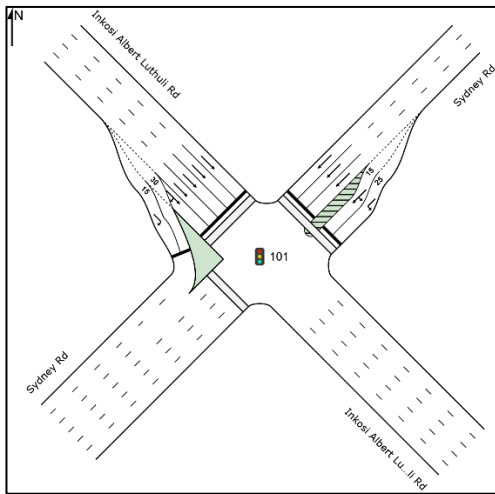 N
Inkosi Albert Luthuli Rd
Sydney Rd
30
15
15
25
101
Sydney Rd
Inkosi Albert Lu...li Rd